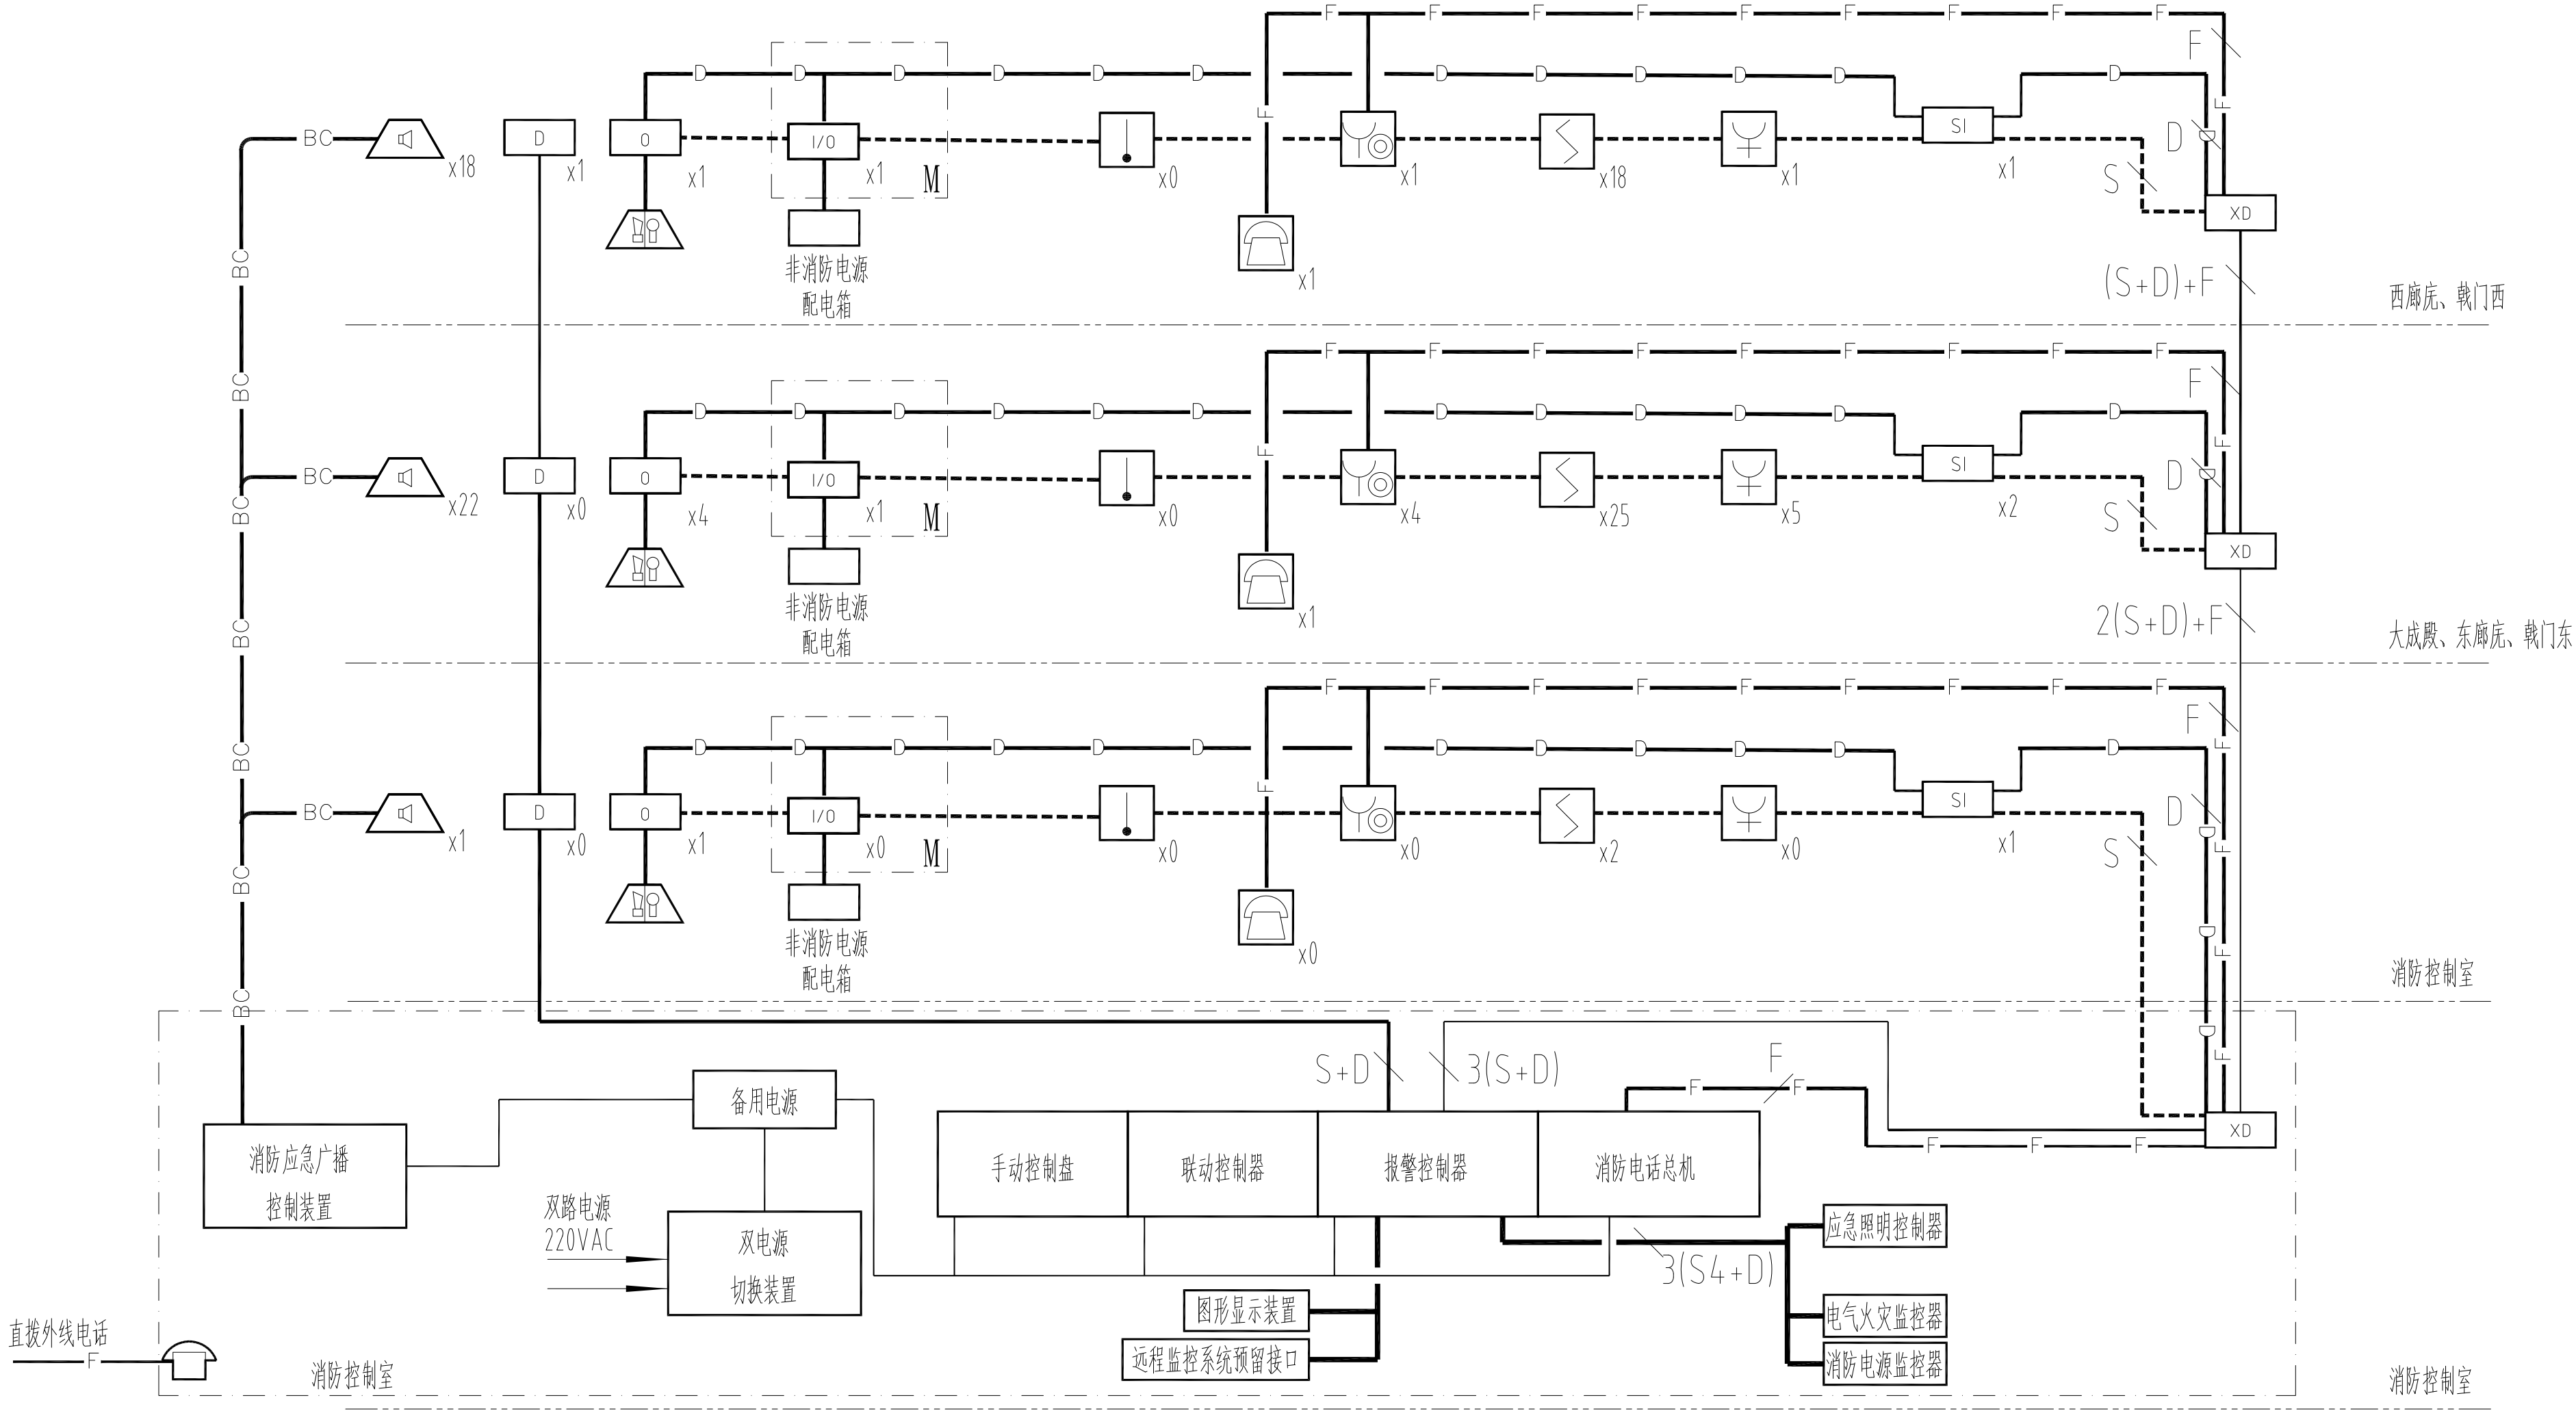 F F F F F F F F F
F
D D D D D D D D D D D D
F F
BC D O I/O SI D D
x18 x1 x1 x1 M x0 x1 x18 x1 x1 S
XD
BC
非消防电源
配电箱
x1
(S+D)+F
西廊庑、戟门西
F F F F F F F F F
F
BC
D D D D D D D D D D D D
F F
BC D O I/O SI D D
x22 x0 x4 x1 M x0 x4 x25 x5 x2 S
BC
XD
非消防电源
配电箱
x1
2(S+D)+F
大成殿、东廊庑、戟门东
BC
F F F F F F F F F
F
BC D D D D D D D D D D D D F
F
BC D O I/O SI D D
x1 x0 x1 x0 M x0 x0 x2 x0 x1 S F
BC
非消防电源
配电箱
x0
D F
消防控制室
BC
D F
S+D 3(S+D) F
F F
备用电源
XD
F F F
消防应急广播
控制装置
手动控制盘
联动控制器
报警控制器
消防电话总机
双路电源
220VAC
双电源
切换装置
应急照明控制器
3(S4+D)
图形显示装置
电气火灾监控器
远程监控系统预留接口
消防电源监控器
直拨外线电话
F
消防控制室
消防控制室